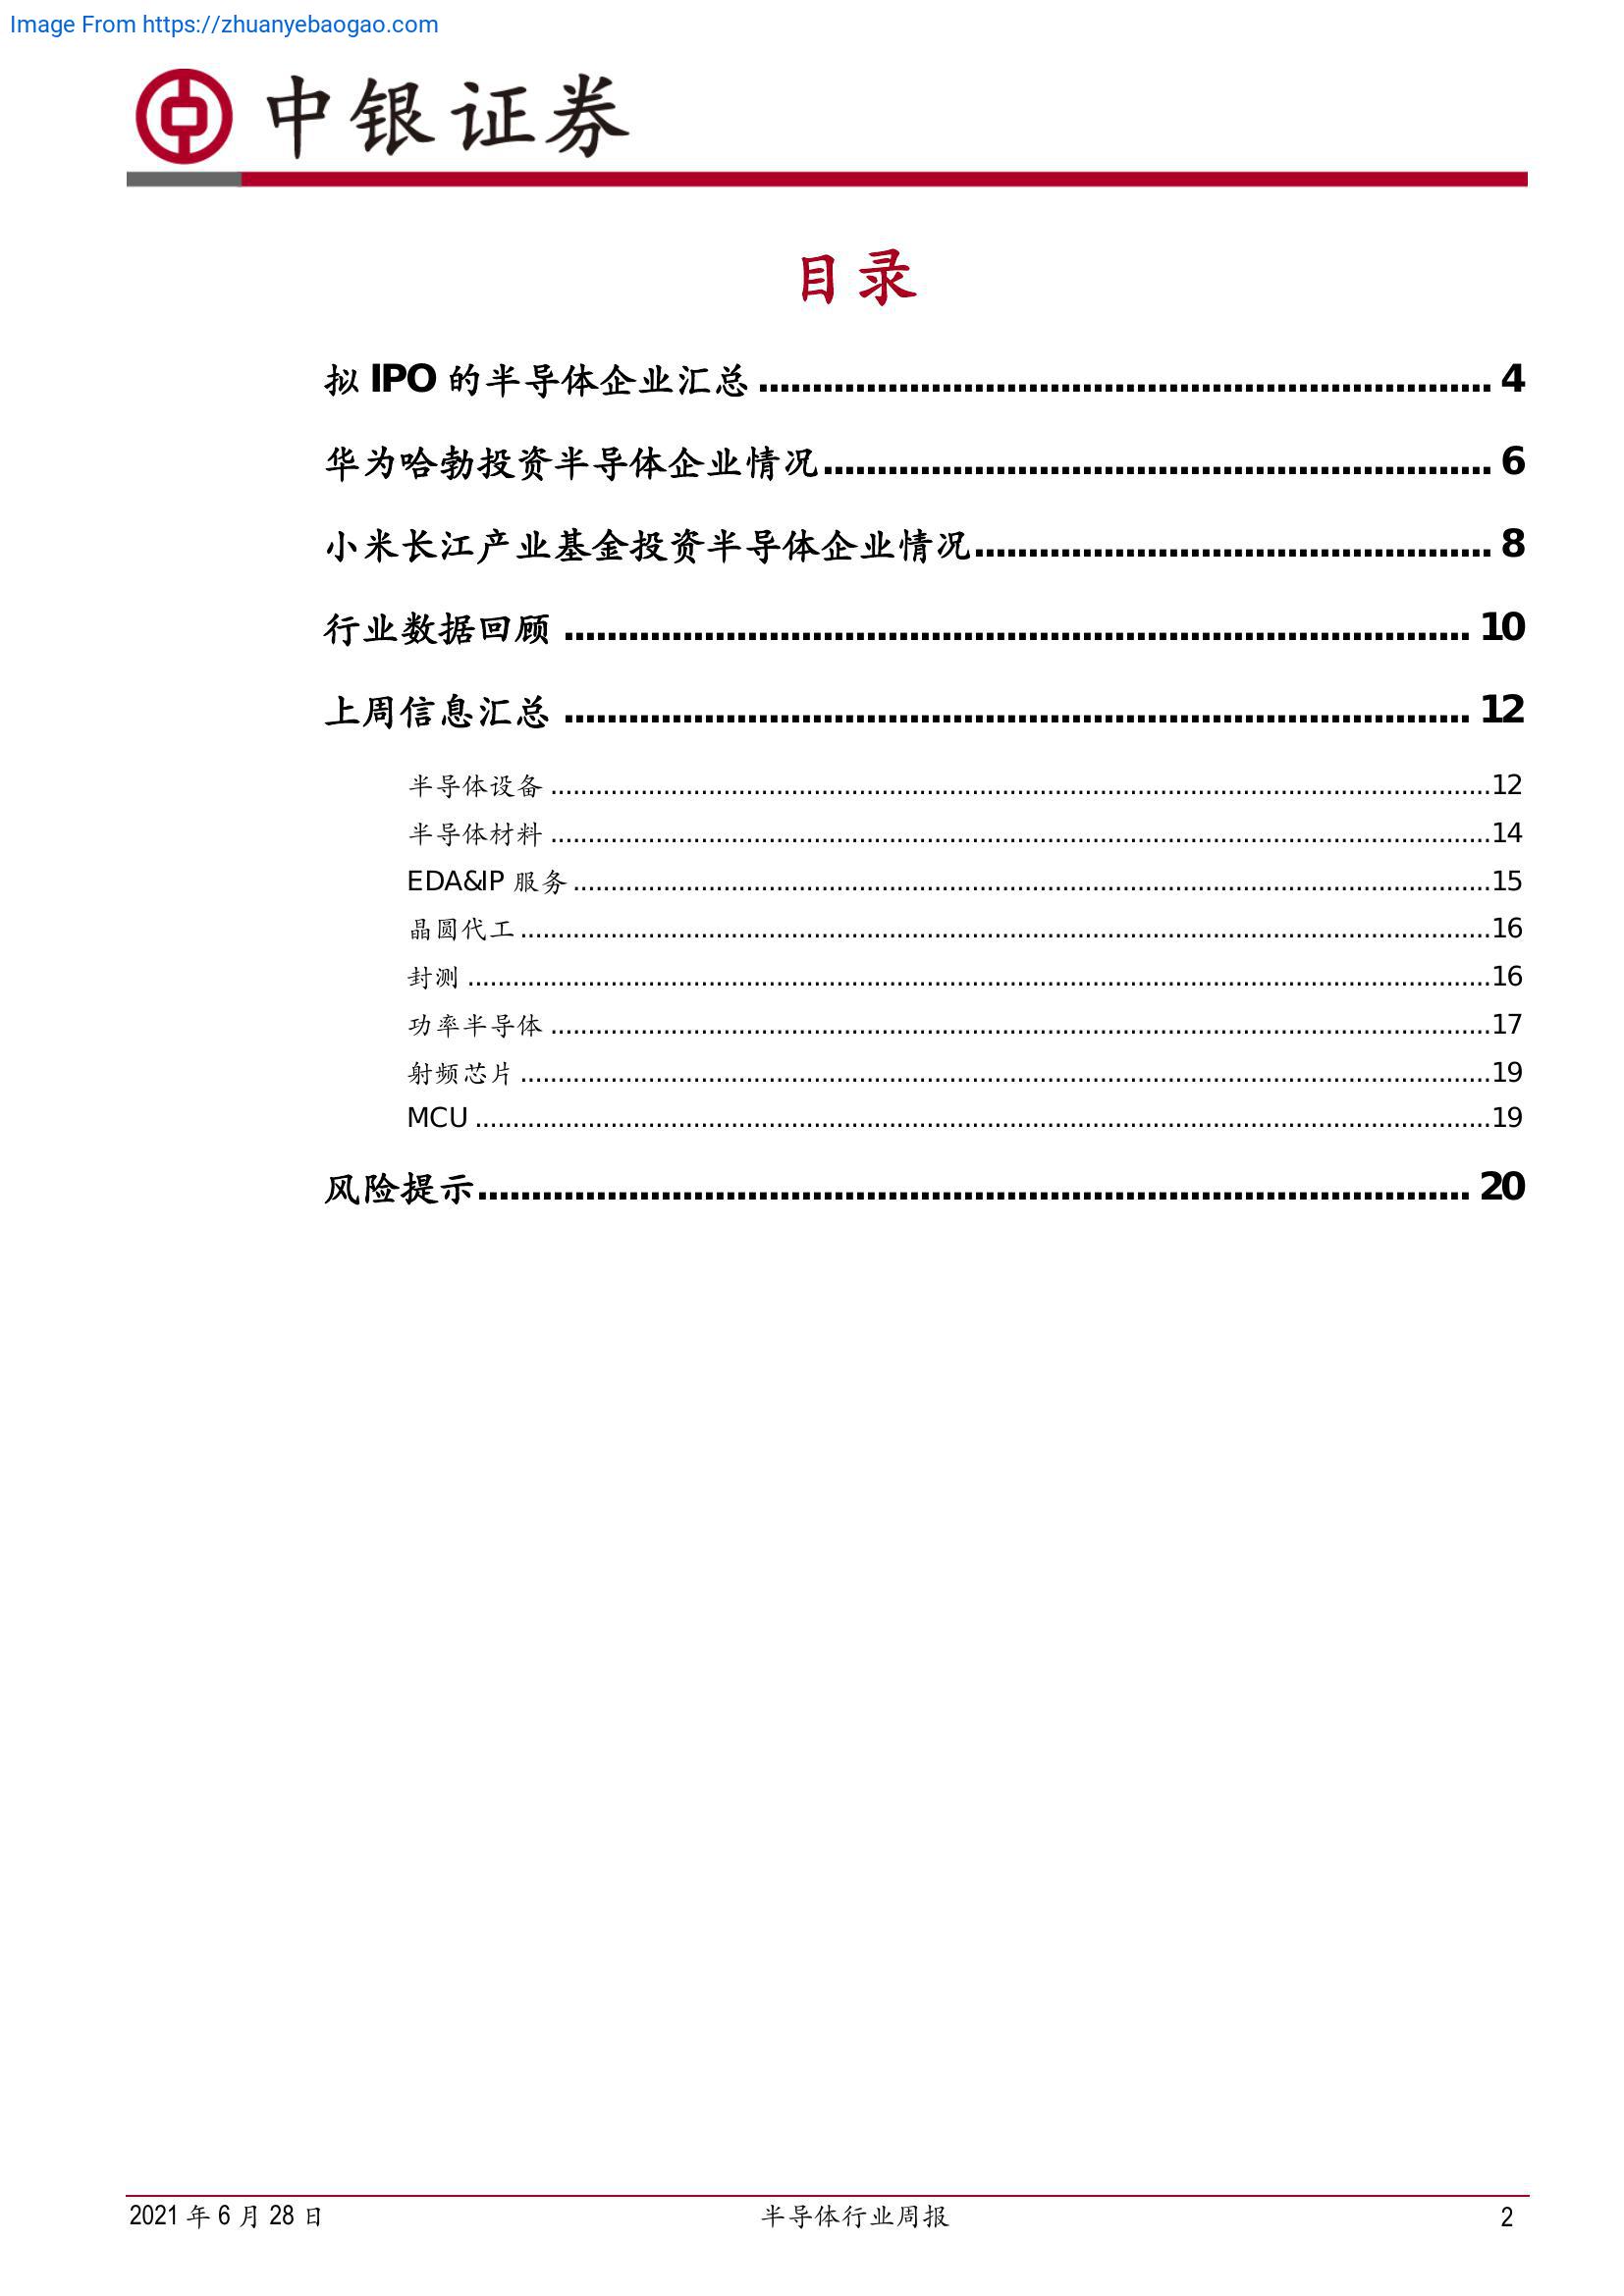 Image From https://zhuanyebaogao.com
中银证券
目录
拟 IPO 的半导体企业汇总 .................................................................... 4
华为哈勃投资半导体企业情况.............................................................. 6
小米长江产业基金投资半导体企业情况................................................ 8
行业数据回顾 .................................................................................... 10
上周信息汇总 .................................................................................... 12
半导体设备 ..............................................................................................................................12
半导体材料 ..............................................................................................................................14
EDA&IP 服务 ...........................................................................................................................15
晶圆代工 ..................................................................................................................................16
封测 .........................................................................................................................................16
功率半导体 ..............................................................................................................................17
射频芯片 ..................................................................................................................................19
MCU ........................................................................................................................................19
风险提示............................................................................................ 20
2021 年 6 月 28 日 半导体行业周报 2